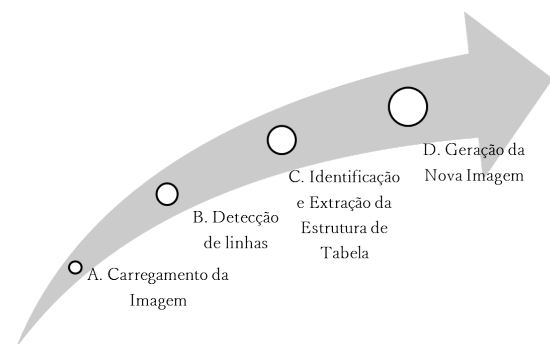 A. Carregamento da
Imagem
B. Detecção
de linhas
C. Identificação
e Extração da
Estrutura de
Tabela
D. Geração da
Nova Imagem